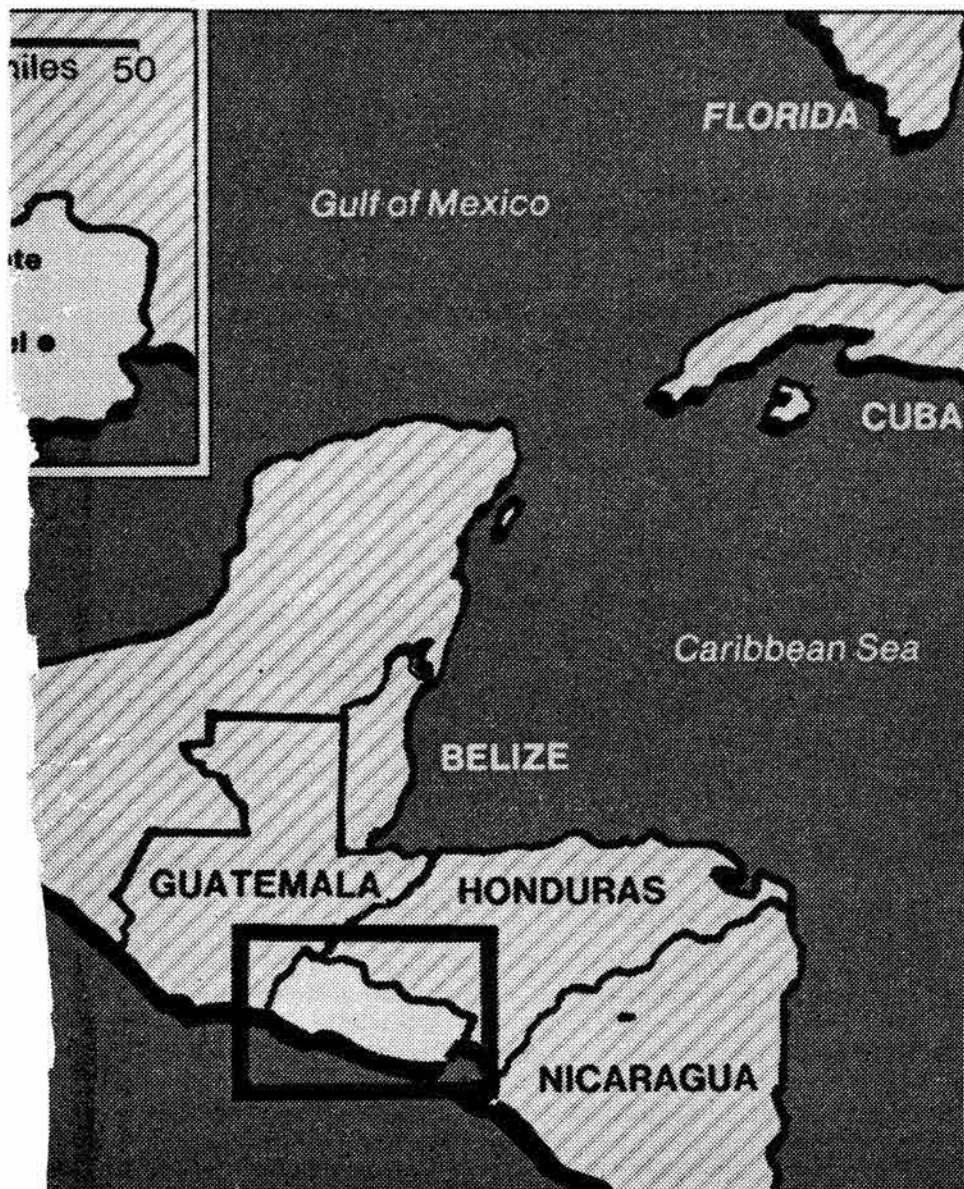 miles 50
FLORIDA
Gulf of Mexico
CUBA
Caribbean Sea
BELIZE
GUATEMALA
HONDURAS
NICARAGUA